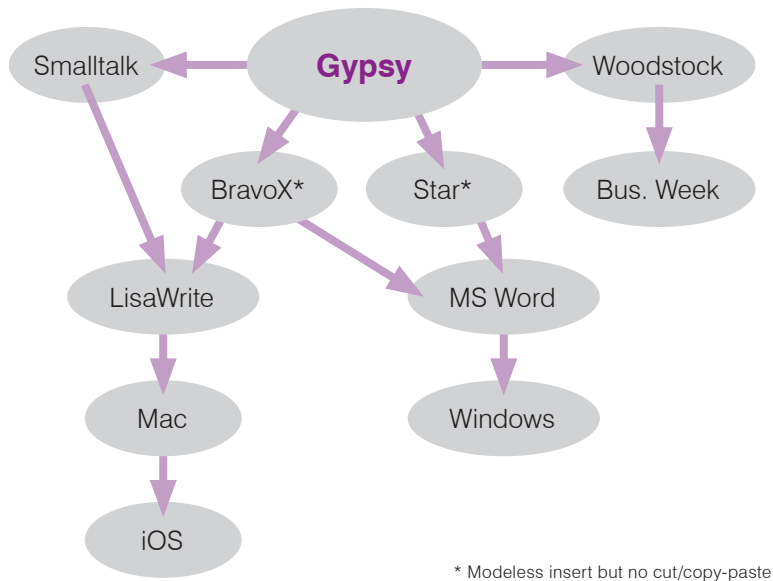 Smalltalk
Gypsy
Woodstock
BravoX*
Star*
Bus. Week
LisaWrite
MS Word
Mac
Windows
iOS
* Modeless insert but no cut/copy-paste